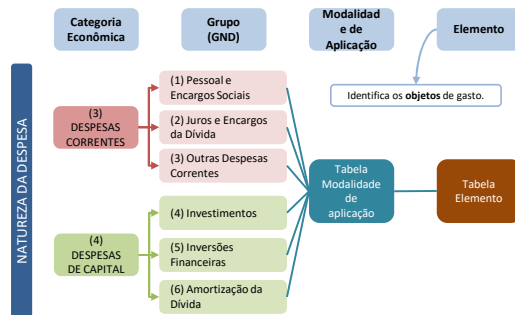 Categoria
Econômica
Grupo
(GND)
Modalidad
e de
Aplicação
Elemento
Identifica os objetos de gasto.
NATUREZA DA DESPESA
(3)
DESPESAS
CORRENTES
(1) Pessoal e
Encargos Sociais
(2) Juros e Encargos
da Dívida
(3) Outras Despesas
Correntes
(4)
DESPESAS
DE CAPITAL
(4) Investimentos
(5) Inversões
Financeiras
(6) Amortização da
Dívida
Tabela
Modalidade
de
aplicação
Tabela
Elemento